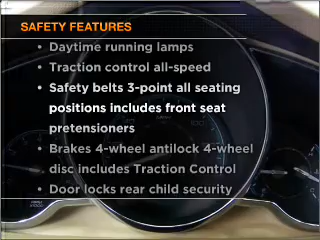 SAFETY FEATURES
• Daytime running lamps
• Traction control all-speed
• Safety belts 3-point all seating
positions includes front seat
pretensioners
• Brakes 4-wheel antilock 4-wheel
disc includes Traction Control
• Door locks rear child security